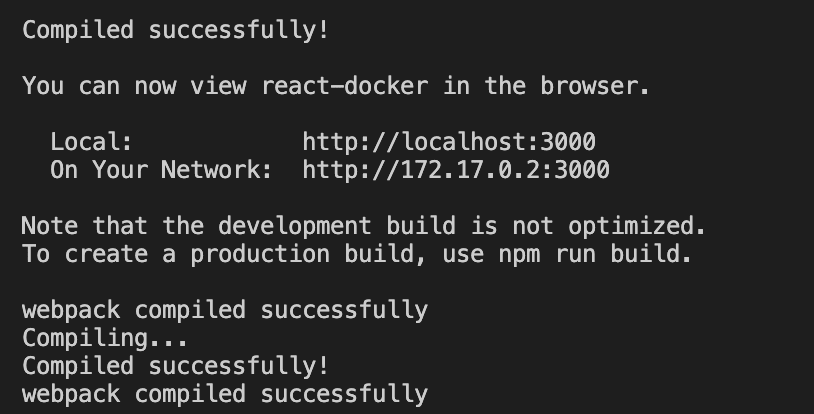 Compiled successfully!
You can now view react-docker in the browser.
Local: http://localhost:3000
On Your Network: http://172.17.0.2:3000
Note that the development build is not optimized.
To create a production build, use npm run build.
webpack compiled successfully
Compiling...
Compiled successfully!
webpack compiled successfully